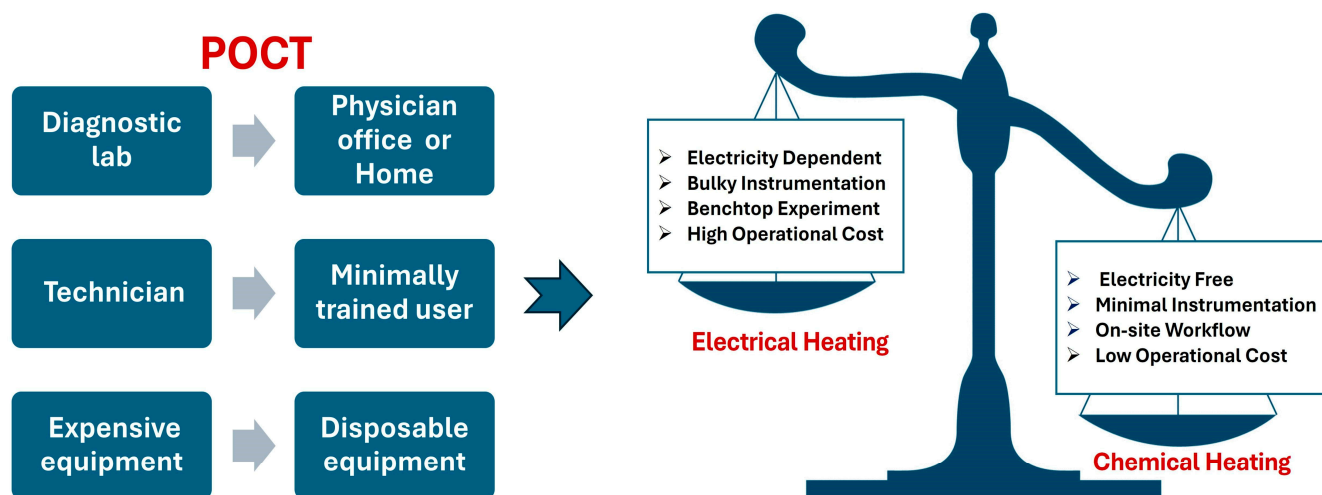 POCT
Diagnostic
lab
Physician
office or
Home
Technician
Minimally
trained user
Expensive
equipment
Disposable
equipment
➢ Electricity Dependent
➢ Bulky Instrumentation
➢ Benchtop Experiment
➢ High Operational Cost
Electrical Heating
➢ Electricity Free
➢ Minimal Instrumentation
➢ On-site Workflow
➢ Low Operational Cost
Chemical Heating